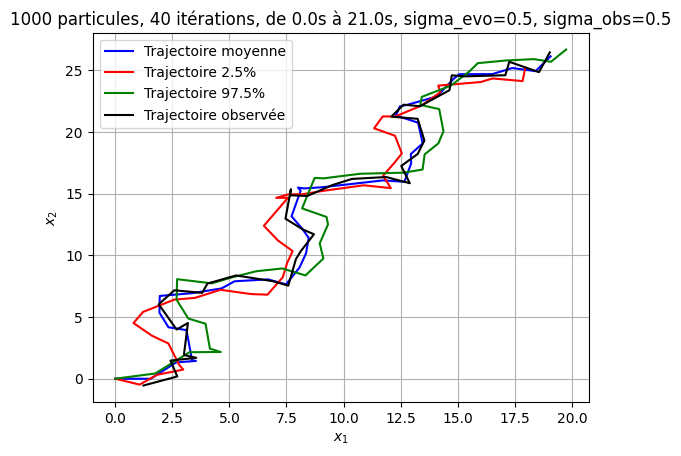 1000 particules, 40 itérations, de 0.0s à 21.0s, sigma_evo=0.5, sigma_obs=0.5
Trajectoire moyenne
Trajectoire 2.5%
Trajectoire 97.5%
Trajectoire observée
25
20
15
10
5
0
x₂
0.0 2.5 5.0 7.5 10.0 12.5 15.0 17.5 20.0
x₁